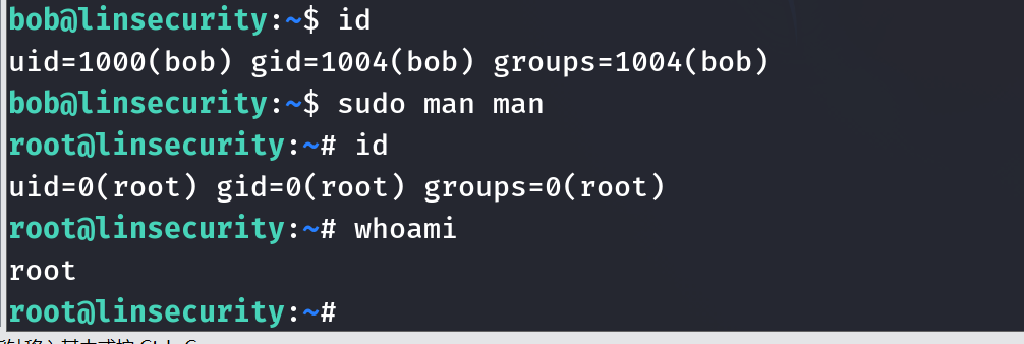 bob@linsecurity:~$ id
uid=1000(bob) gid=1004(bob) groups=1004(bob)
bob@linsecurity:~$ sudo man man
root@linsecurity:~# id
uid=0(root) gid=0(root) groups=0(root)
root@linsecurity:~# whoami
root
root@linsecurity:~#